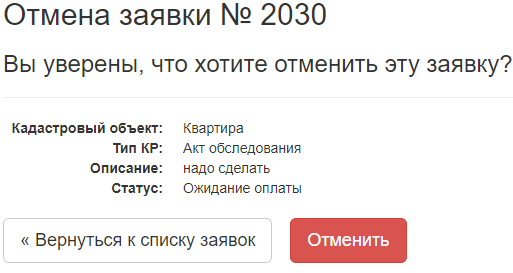 Отмена заявки № 2030
Вы уверены, что хотите отменить эту заявку?
Кадастровый объект: Квартира
Тип КР: Акт обследования
Описание: надо сделать
Статус: Ожидание оплаты
« Вернуться к списку заявок Отменить